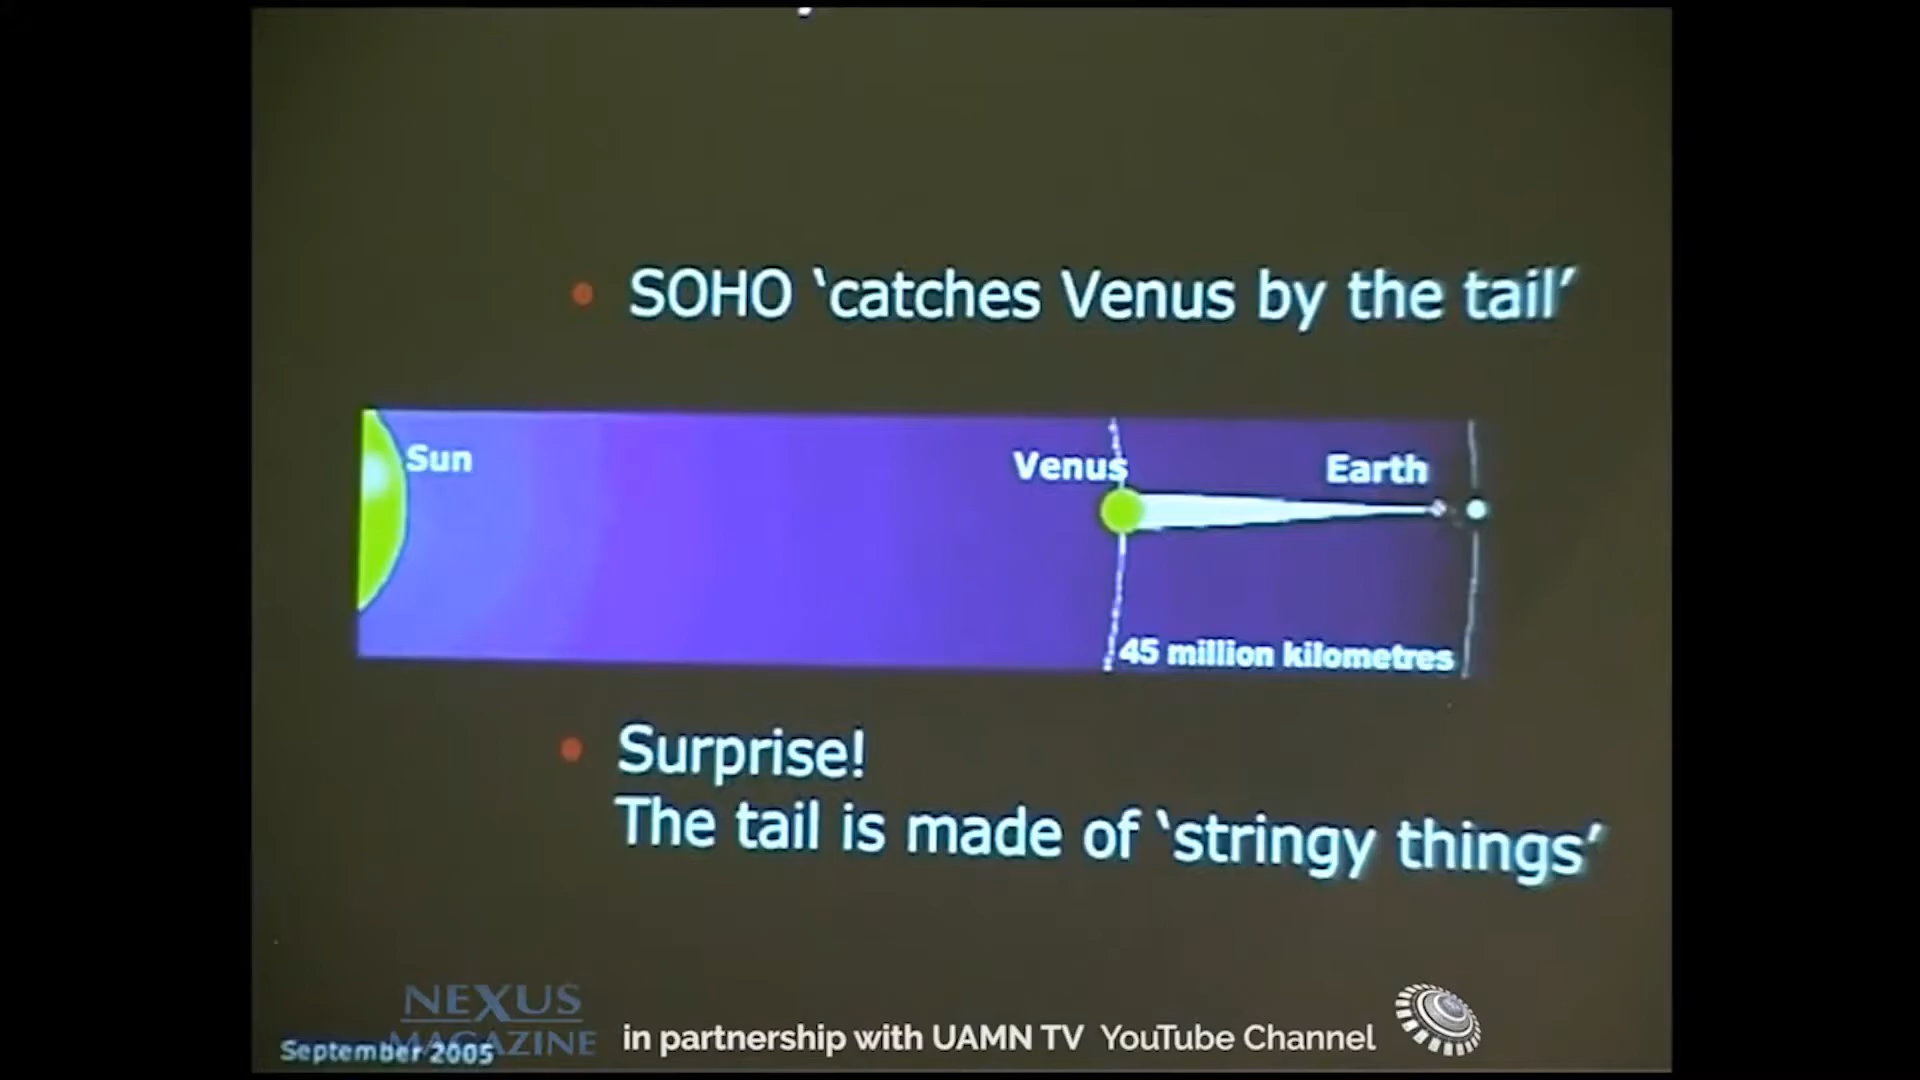 SOHO ‘catches Venus by the tail’
Sun
Venus
Earth
45 million kilometres
Surprise!
The tail is made of ‘stringy things’
NEXUS
MAGAZINE
September 2005
in partnership with UAMN TV YouTube Channel